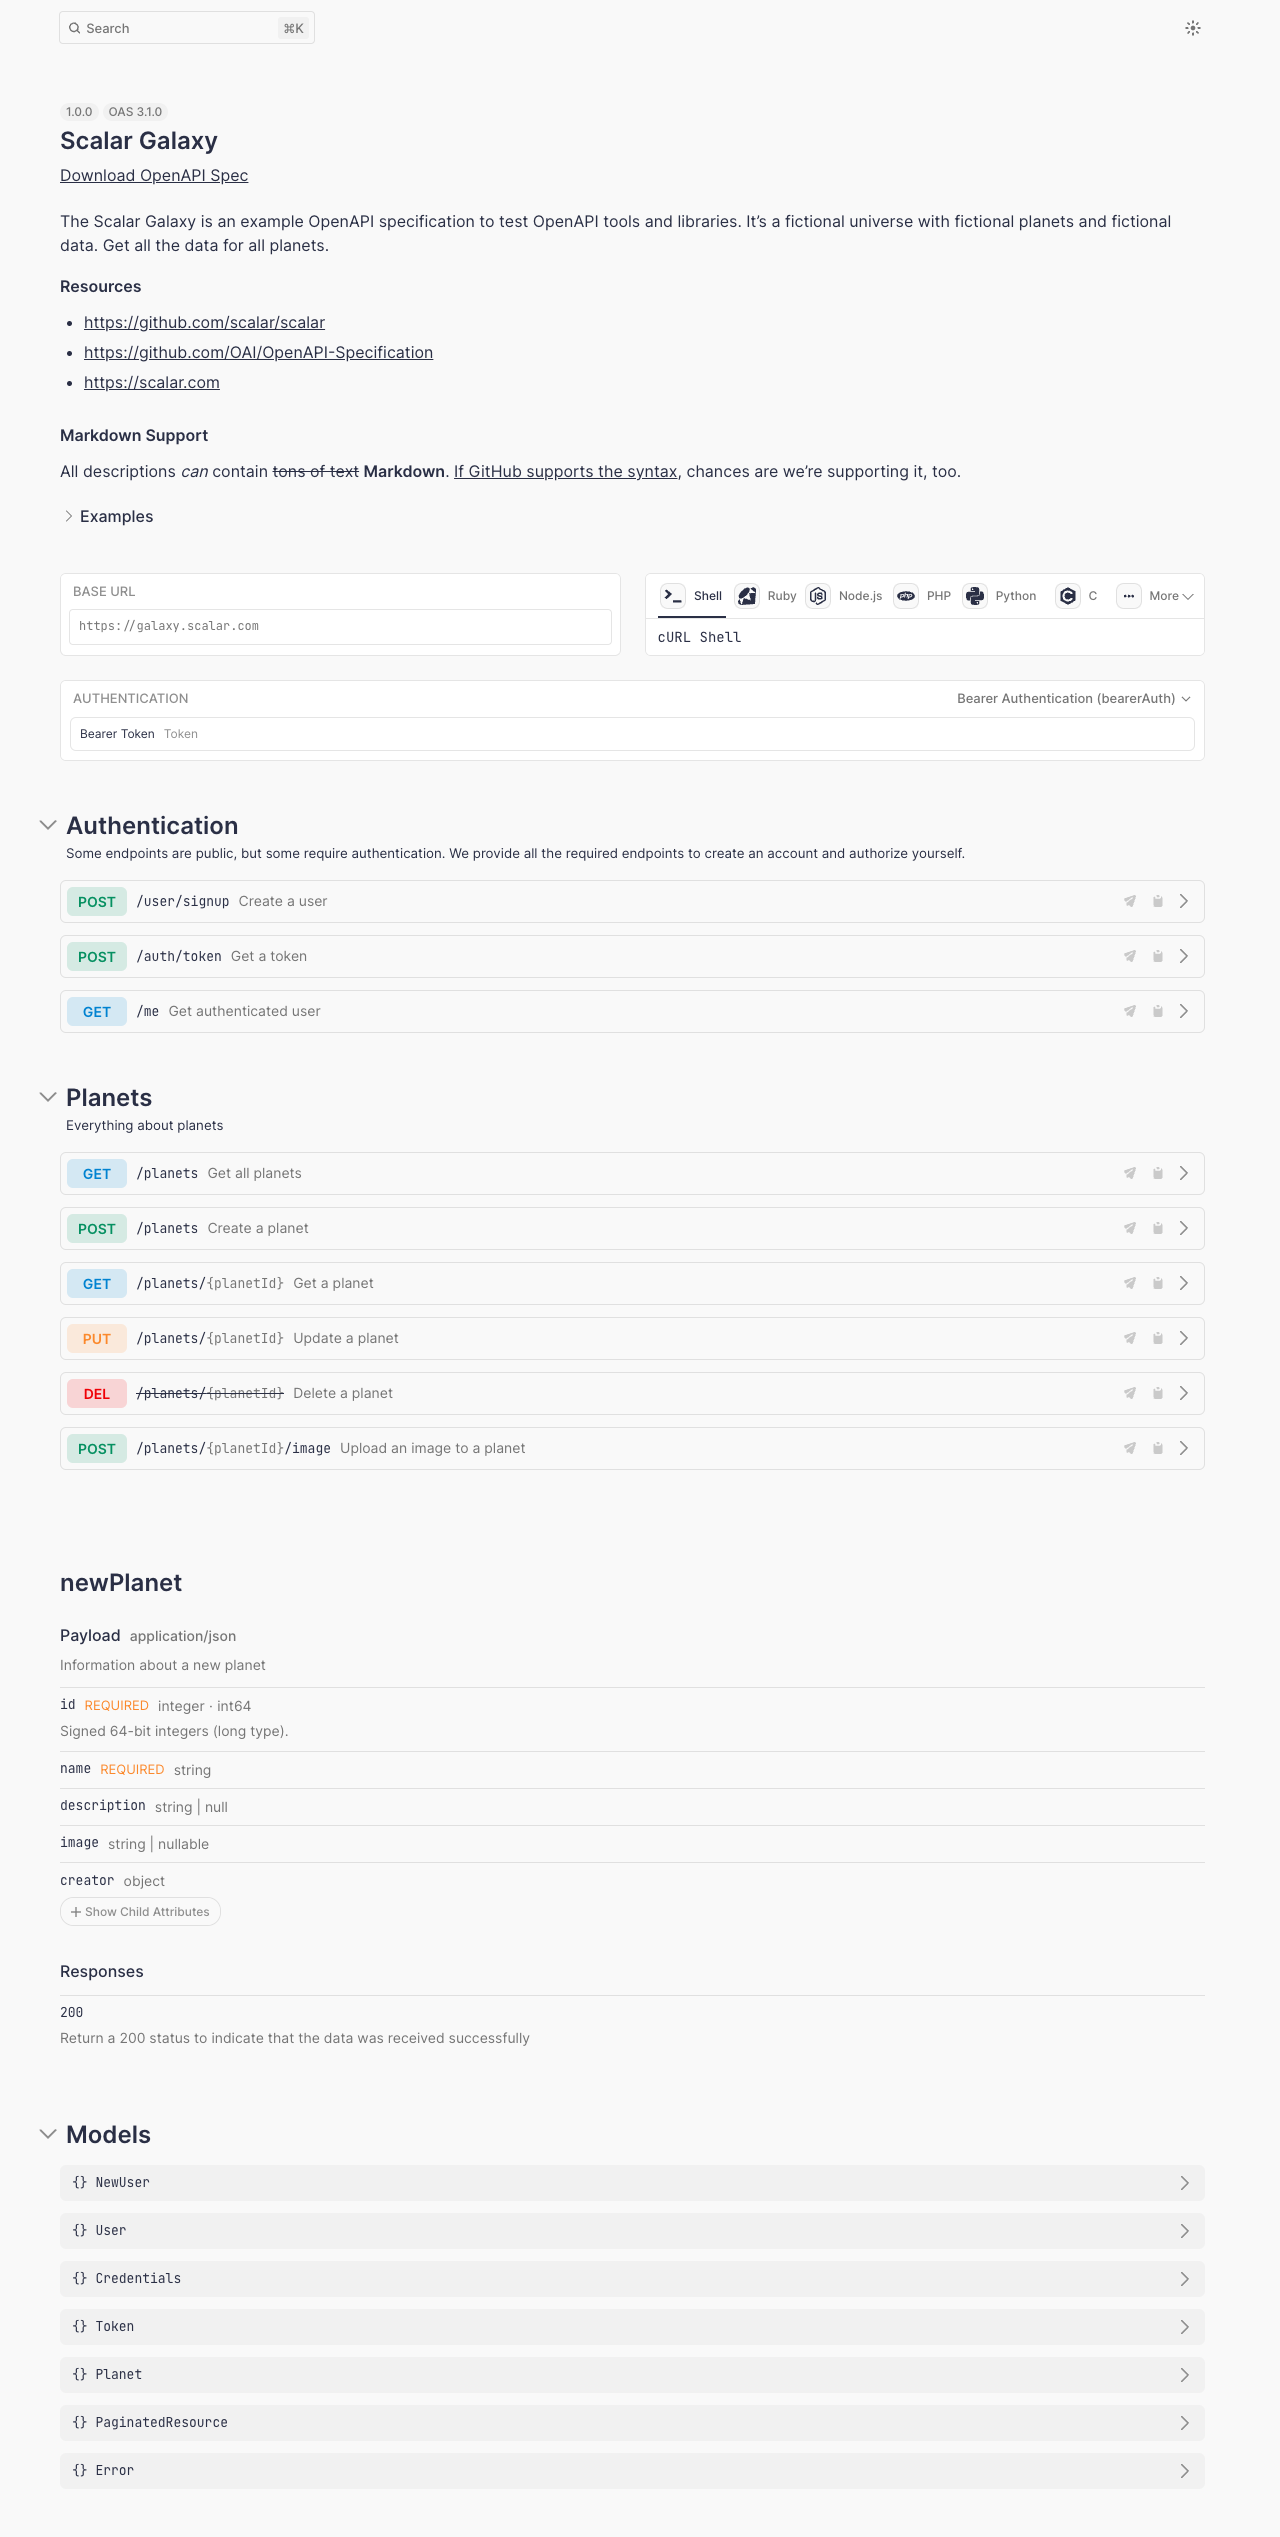 Search ⌘K
1.0.0 OAS 3.1.0
Scalar Galaxy
Download OpenAPI Spec
The Scalar Galaxy is an example OpenAPI specification to test OpenAPI tools and libraries. It’s a fictional universe with fictional planets and fictional
data. Get all the data for all planets.
Resources
https://github.com/scalar/scalar
https://github.com/OAI/OpenAPI-Specification
https://scalar.com
Markdown Support
All descriptions can contain tons of text Markdown. If GitHub supports the syntax, chances are we’re supporting it, too.
Examples
BASE URL
https://galaxy.scalar.com
Shell Ruby Node.js PHP Python C More
cURL Shell
AUTHENTICATION Bearer Authentication (bearerAuth)
Bearer Token Token
Authentication
Some endpoints are public, but some require authentication. We provide all the required endpoints to create an account and authorize yourself.
POST /user/signup Create a user
POST /auth/token Get a token
GET /me Get authenticated user
Planets
Everything about planets
GET /planets Get all planets
POST /planets Create a planet
GET /planets/{planetId} Get a planet
PUT /planets/{planetId} Update a planet
DEL /planets/{planetId} Delete a planet
POST /planets/{planetId}/image Upload an image to a planet
newPlanet
Payload application/json
Information about a new planet
id REQUIRED integer · int64
Signed 64-bit integers (long type).
name REQUIRED string
description string | null
image string | nullable
creator object
+ Show Child Attributes
Responses
200
Return a 200 status to indicate that the data was received successfully
Models
{} NewUser
{} User
{} Credentials
{} Token
{} Planet
{} PaginatedResource
{} Error